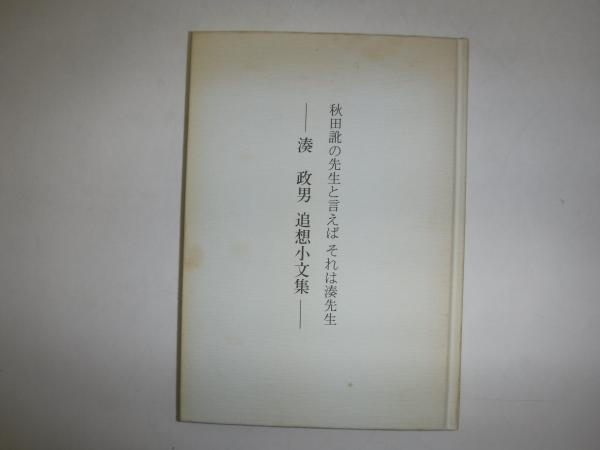 秋田訛の先生と言えば それは湊先生
――湊 政男 追想小文集――